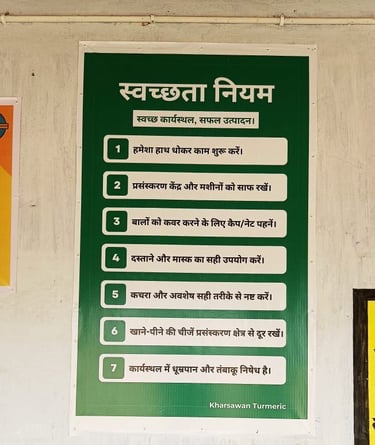 स्वच्छता नियम
स्वच्छ कार्यस्थल, सफल उत्पादन।
1 हमेशा हाथ धोकर काम शुरू करें।
2 प्रसंस्करण केंद्र और मशीनों को साफ रखें।
3 बालों को कवर करने के लिए कैप/नेट पहनें।
4 दस्ताने और मास्क का सही उपयोग करें।
5 कचरा और अवशेष सही तरीके से नष्ट करें।
6 खाने-पीने की चीजें प्रसंस्करण क्षेत्र से दूर रखें।
7 कार्यस्थल में धूम्रपान और तंबाकू निषेध है।
Kharsawan Turmeric